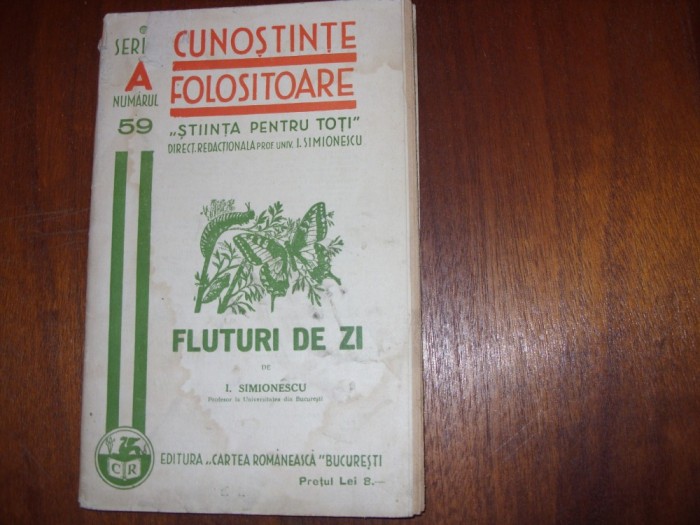 SERIA
A
NUMĂRUL
59
CUNOȘTINȚE
FOLOSITOARE
„ȘTIINȚA PENTRU TOȚI"
DIRECT. REDACȚIONALĂ PROF. UNIV. I. SIMIONESCU
FLUTURI DE ZI
DE
I. SIMIONESCU
Profesor la Universitatea din București
C R
EDITURA „CARTEA ROMÂNEASCĂ" BUCUREȘTI
Prețul Lei 8.—